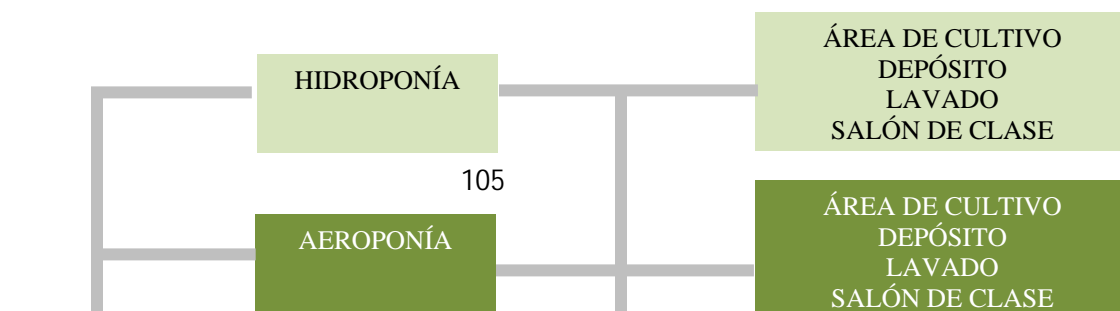 HIDROPONÍA
ÁREA DE CULTIVO
DEPÓSITO
LAVADO
SALÓN DE CLASE
105
AEROPONÍA
ÁREA DE CULTIVO
DEPÓSITO
LAVADO
SALÓN DE CLASE